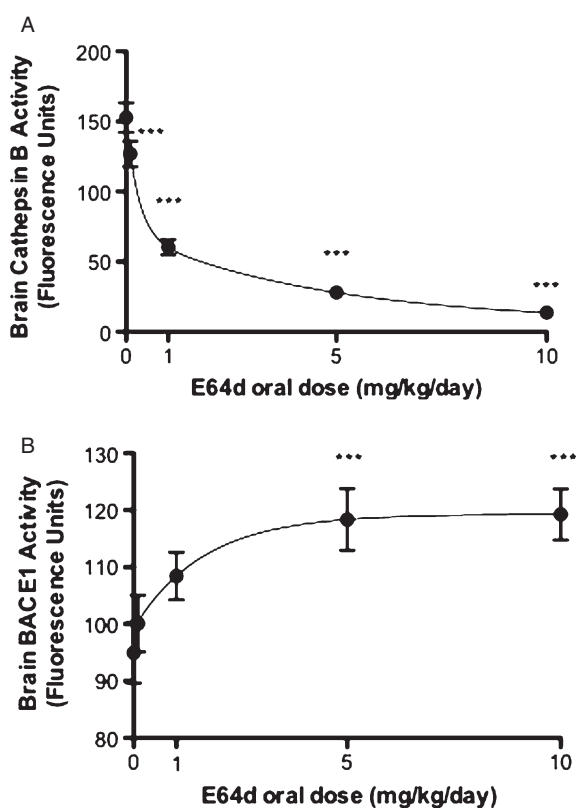 A
Brain Cathepsin B Activity
(Fluorescence Units)
200
150
100
50
0
***
***
***
***
0 1 5 10
E64d oral dose (mg/kg/day)
B
Brain BACE1 Activity
(Fluorescence Units)
130
120
110
100
90
80
***
***
0 1 5 10
E64d oral dose (mg/kg/day)